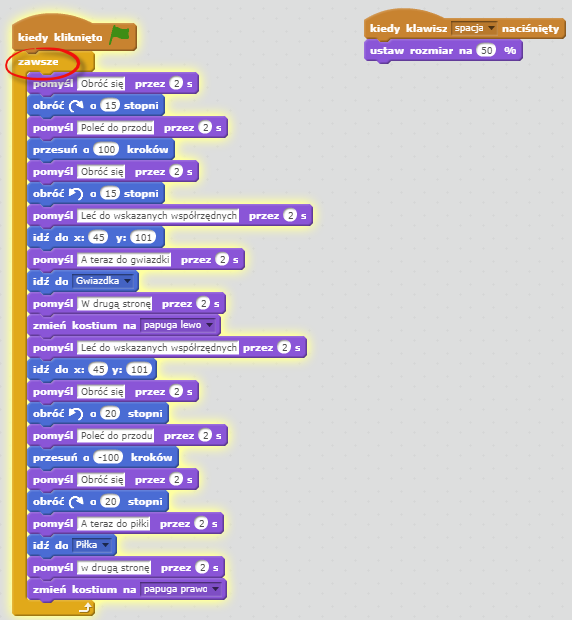 kiedy kliknięto
zawsze
pomyśl Obróć się przez 2 s
obróć a 15 stopni
pomyśl Poleć do przodu przez 2 s
przesuń o 100 kroków
pomyśl Obróć się przez 2 s
obróć a 15 stopni
pomyśl Leć do wskazanych współrzędnych przez 2 s
idź do x: 45 y: 101
pomyśl A teraz do gwiazdki przez 2 s
idź do Gwiazdka
pomyśl W drugą stronę przez 2 s
zmień kostium na papuga lewo
pomyśl Leć do wskazanych współrzędnych przez 2 s
idź do x: 45 y: 101
pomyśl Obróć się przez 2 s
obróć o 20 stopni
pomyśl Poleć do przodu przez 2 s
przesuń o -100 kroków
pomyśl Obróć się przez 2 s
obróć o 20 stopni
pomyśl A teraz do piłki przez 2 s
idź do Piłka
pomyśl w drugą stronę przez 2 s
zmień kostium na papuga prawo
kiedy klawisz spacja naciśnięty
ustaw rozmiar na 50 %